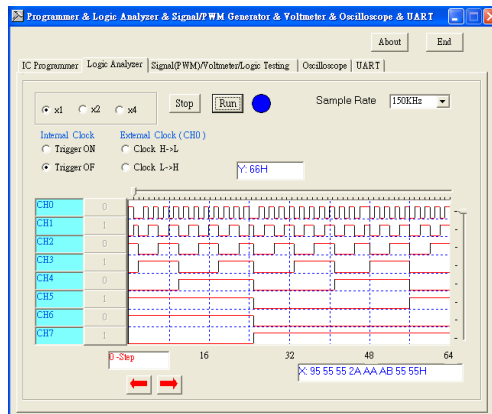 Programmer & Logic Analyzer & Signal/PWM Generator & Voltmeter & Oscilloscope & UART
About End
IC Programmer Logic Analyzer Signal(PWM)/Voltmeter/Logic Testing Oscilloscope UART
x1 x2 x4 Stop Run Sample Rate 150KHz
Internal Clock External Clock (CH0)
Trigger ON Clock H->L
Trigger OF Clock L->H Y: 66H
CH0 0
CH1 1
CH2 0
CH3 1
CH4 0
CH5 1
CH6 0
CH7 1
0 -Step 16 32 48 64
X: 95 55 55 2A AA AB 55 55H